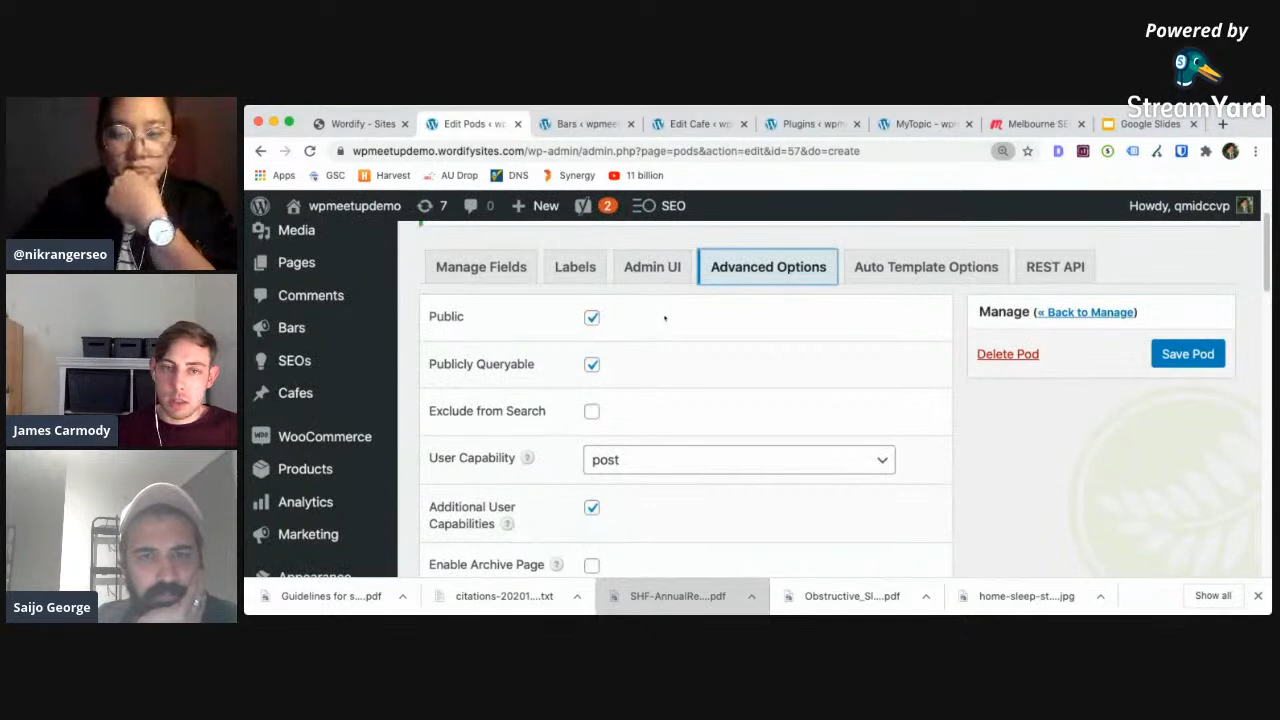 Powered by
StreamYard
@nikrangerseo
James Carmody
Saijo George
Wordify - Sites
Edit Pods ‹ wp
Bars ‹ wpmee
Edit Cafe ‹ wp
Plugins ‹ wpm
MyTopic - wp
Melbourne SE
Google Slides
wpmeetupdemo.wordifysites.com/wp-admin/admin.php?page=pods&action=edit&id=57&do=create
Apps
GSC
Harvest
AU Drop
DNS
Synergy
11 billion
wpmeetupdemo
7
0
New
2
SEO
Howdy, qmidccvp
Media
Pages
Comments
Bars
SEOs
Cafes
WooCommerce
Products
Analytics
Marketing
Appearance
Manage Fields
Labels
Admin UI
Advanced Options
Auto Template Options
REST API
Public
Publicly Queryable
Exclude from Search
User Capability ?
post
Additional User
Capabilities ?
Enable Archive Page ?
Manage (« Back to Manage)
Delete Pod
Save Pod
Guidelines for s....pdf
citations-20201....txt
SHF-AnnualRe....pdf
Obstructive_Sl....pdf
home-sleep-st....jpg
Show all